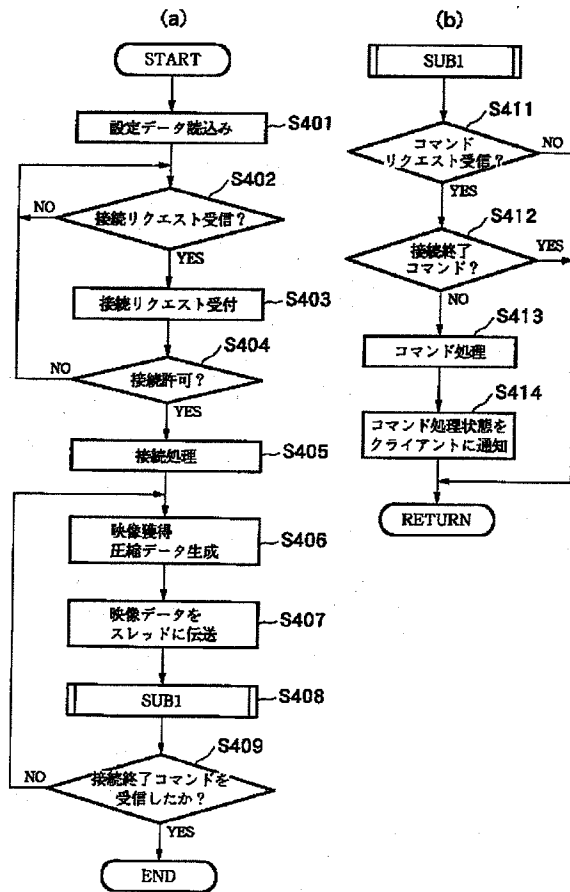 (a)
START
設定データ読込み
S401
S402
NO
接続リクエスト受信？
YES
接続リクエスト受付
S403
S404
NO
接続許可？
YES
接続処理
S405
映像獲得
圧縮データ生成
S406
映像データを
スレッドに伝送
S407
SUB1
S408
S409
NO
接続終了コマンドを
受信したか？
YES
END
(b)
SUB1
S411
コマンド
リクエスト受信？
NO
YES
S412
接続終了
コマンド？
YES
NO
S413
コマンド処理
S414
コマンド処理状態を
クライアントに通知
RETURN